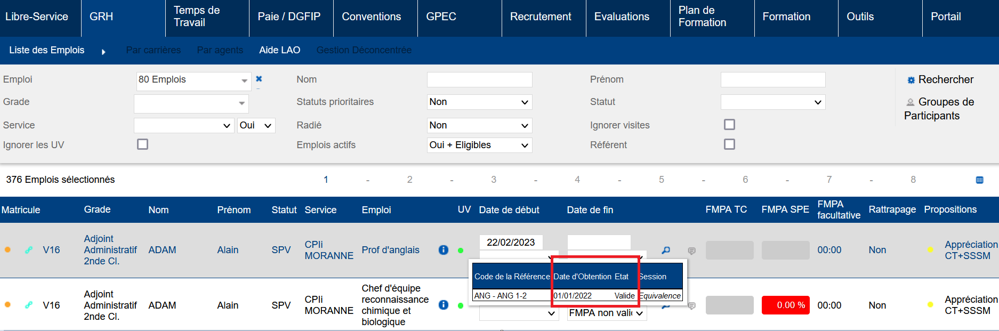 Libre-Service GRH Temps de Travail Paie / DGFIP Conventions GPEC Recrutement Evaluations Plan de Formation Formation Outils Portail
Liste des Emplois Par carrières Par agents Aide LAO Gestion Déconcentrée
Emploi 80 Emplois Nom Prénom Rechercher
Grade Statuts prioritaires Non Statut Groupes de Participants
Service Oui Radié Non Ignorer visites
Ignorer les UV Emplois actifs Oui + Eligibles Référent
376 Emplois sélectionnés 1 - 2 - 3 - 4 - 5 - 6 - 7 - 8
Matricule Grade Nom Prénom Statut Service Emploi UV Date de début Date de fin FMPA TC FMPA SPE FMPA facultative Rattrapage Propositions
V16 Adjoint Administratif 2nde Cl. ADAM Alain SPV CPIi MORANNE Prof d'anglais 22/02/2023 00:00 Non Appréciation CT+SSSM
Code de la Référence Date d'Obtention Etat Session
ANG - ANG 1-2 01/01/2022 Valide Equivalence
V16 Adjoint Administratif 2nde Cl. ADAM Alain SPV CPIi MORANNE Chef d'équipe reconnaissance chimique et biologique FMPA non vali 0.00 % 00:00 Non Appréciation CT+SSSM